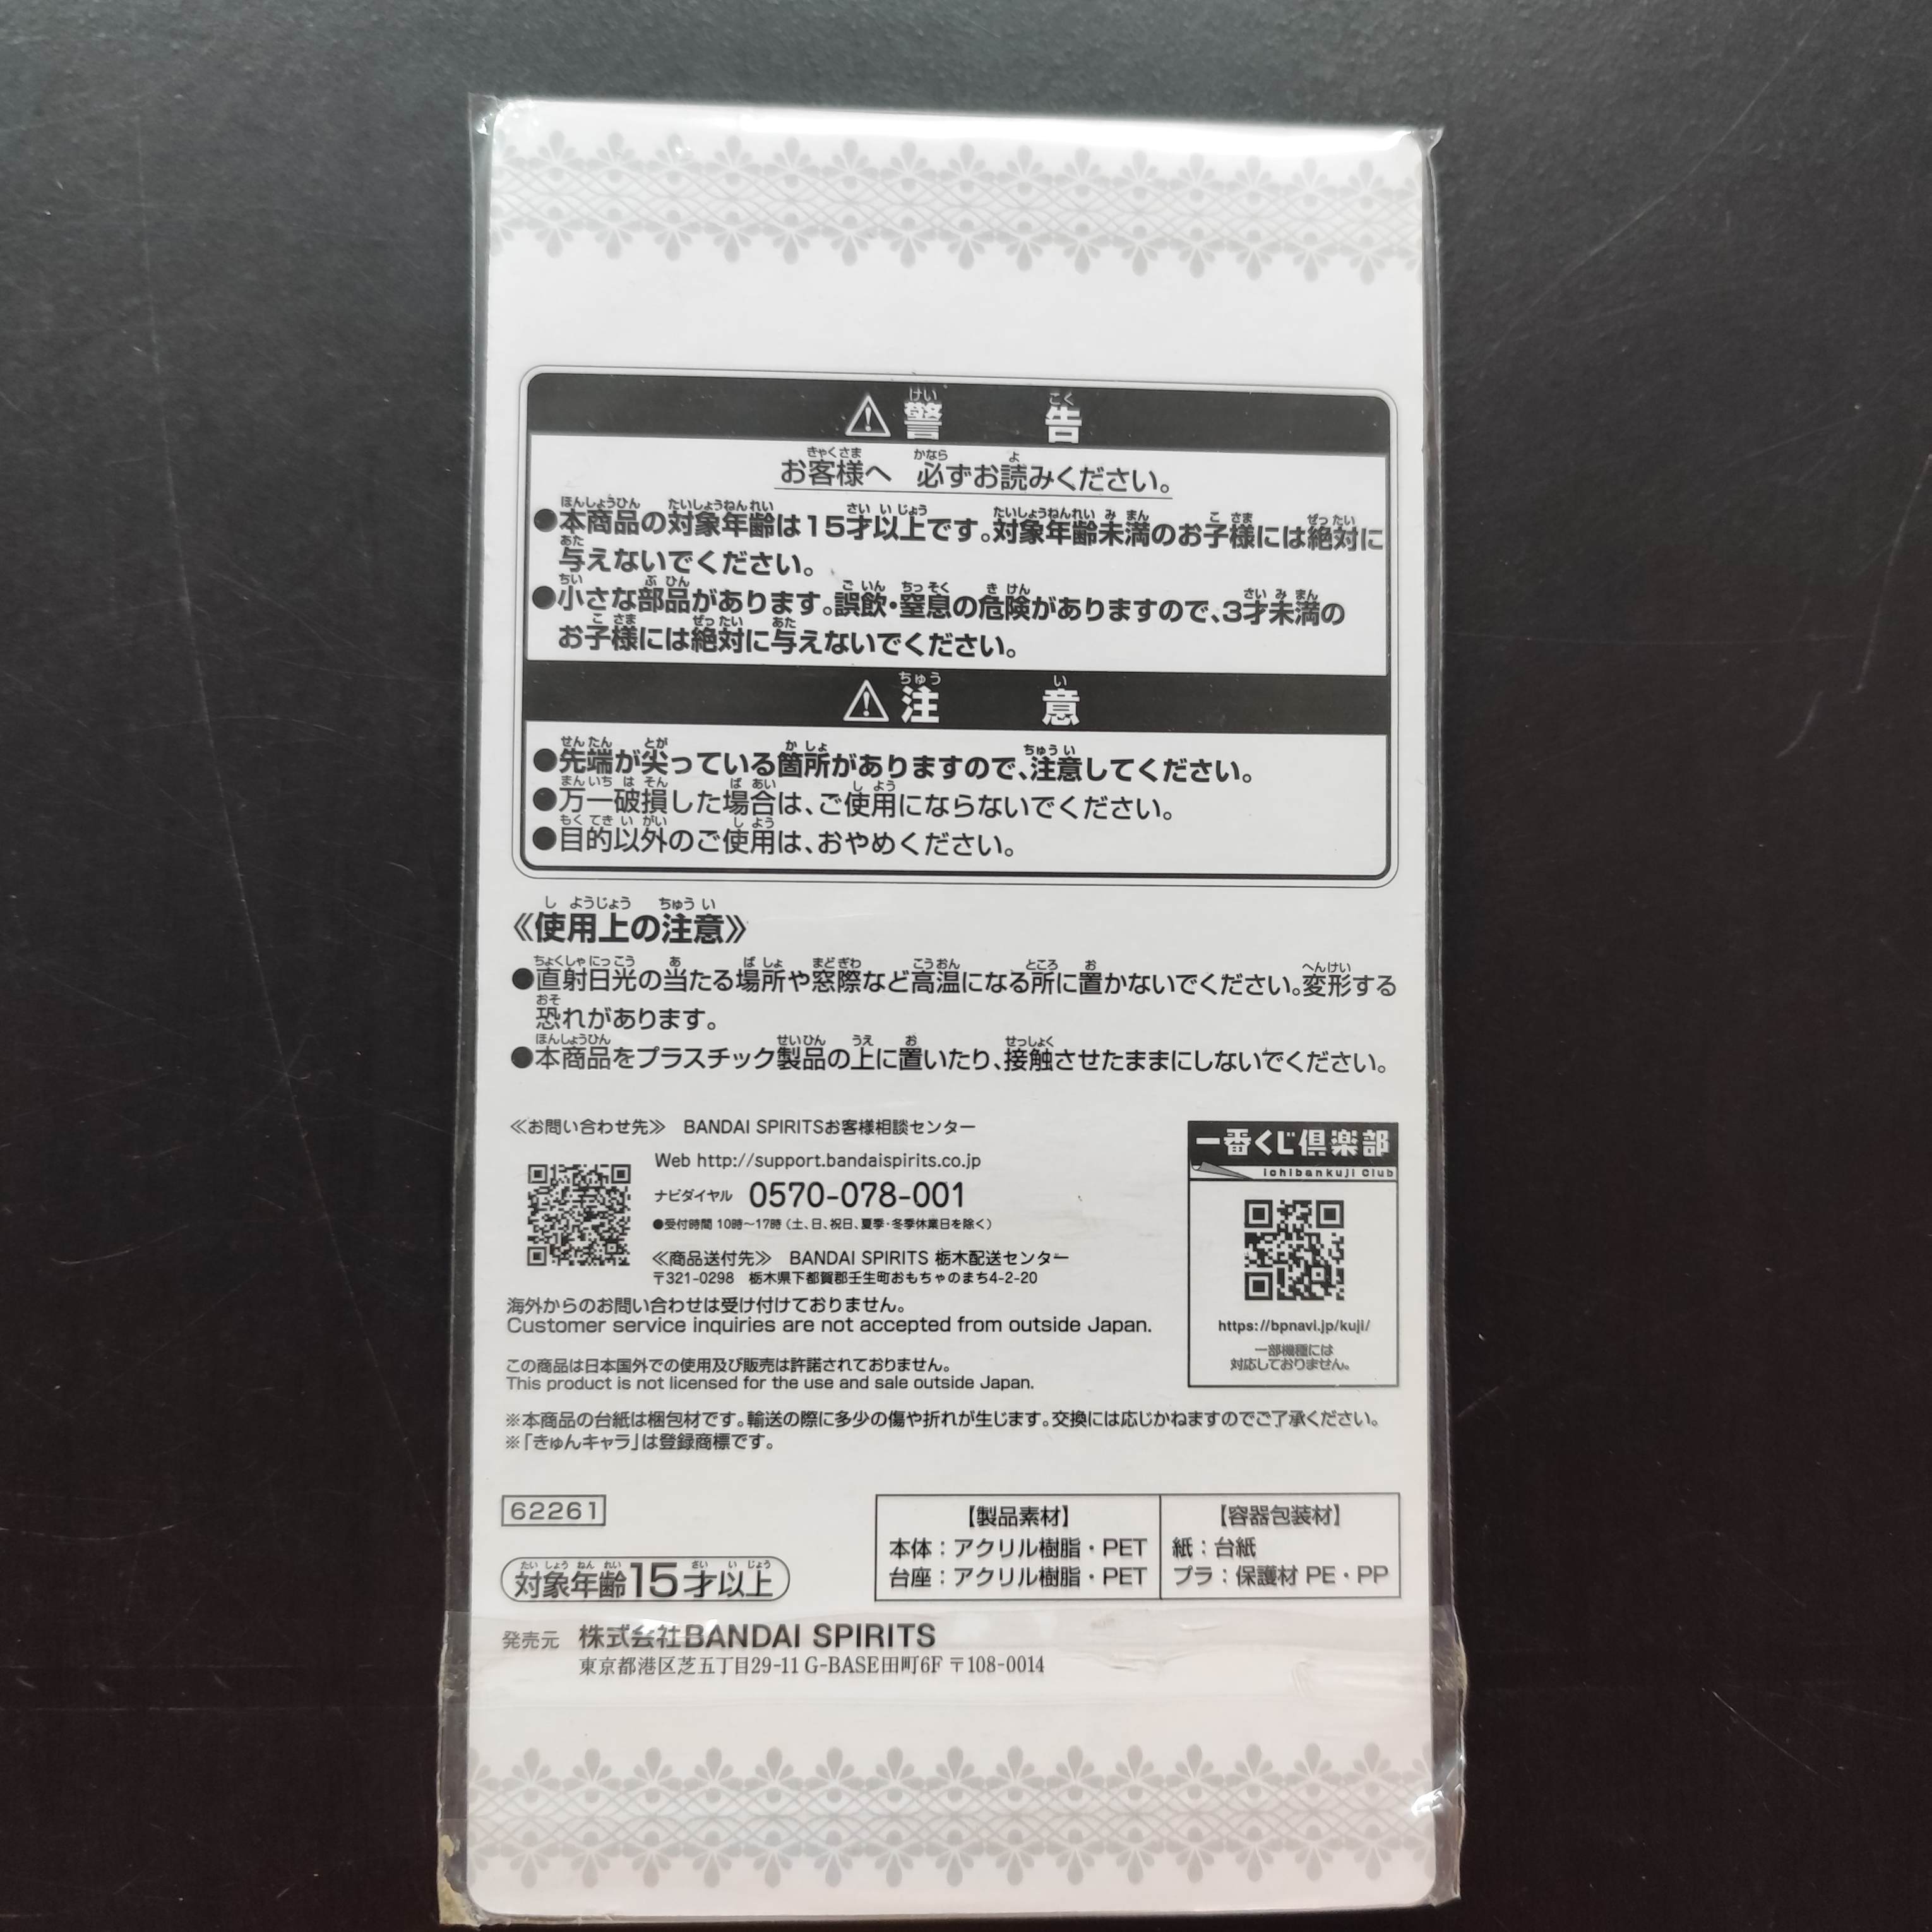 ⚠警告
お客様へ 必ずお読みください。
●本商品の対象年齢は15才以上です。対象年齢未満のお子様には絶対に
与えないでください。
●小さな部品があります。誤飲・窒息の危険がありますので、3才未満の
お子様には絶対に与えないでください。
⚠注意
●先端が尖っている箇所がありますので、注意してください。
●万一破損した場合は、ご使用にならないでください。
●目的以外のご使用は、おやめください。
《使用上の注意》
●直射日光の当たる場所や窓際など高温になる所に置かないでください。変形する
恐れがあります。
●本商品をプラスチック製品の上に置いたり、接触させたままにしないでください。
≪お問い合わせ先≫ BANDAI SPIRITSお客様相談センター
Web http://support.bandaispirits.co.jp
ナビダイヤル 0570-078-001
●受付時間 10時～17時（土、日、祝日、夏季・冬季休業日を除く）
≪商品送付先≫ BANDAI SPIRITS 栃木配送センター
〒321-0298 栃木県下都賀郡壬生町おもちゃのまち4-2-20
海外からのお問い合わせは受け付けておりません。
Customer service inquiries are not accepted from outside Japan.
この商品は日本国外での使用及び販売は許諾されておりません。
This product is not licensed for the use and sale outside Japan.
一番くじ倶楽部
ichibankuji Club
https://bpnavi.jp/kuji/
一部機種には
対応しておりません。
※本商品の台紙は梱包材です。輸送の際に多少の傷や折れが生じます。交換には応じかねますのでご了承ください。
※「きゅんキャラ」は登録商標です。
62261
対象年齢15才以上
【製品素材】
本体：アクリル樹脂・PET
台座：アクリル樹脂・PET
【容器包装材】
紙：台紙
プラ：保護材 PE・PP
発売元 株式会社BANDAI SPIRITS
東京都港区芝五丁目29-11 G-BASE田町6F 〒108-0014